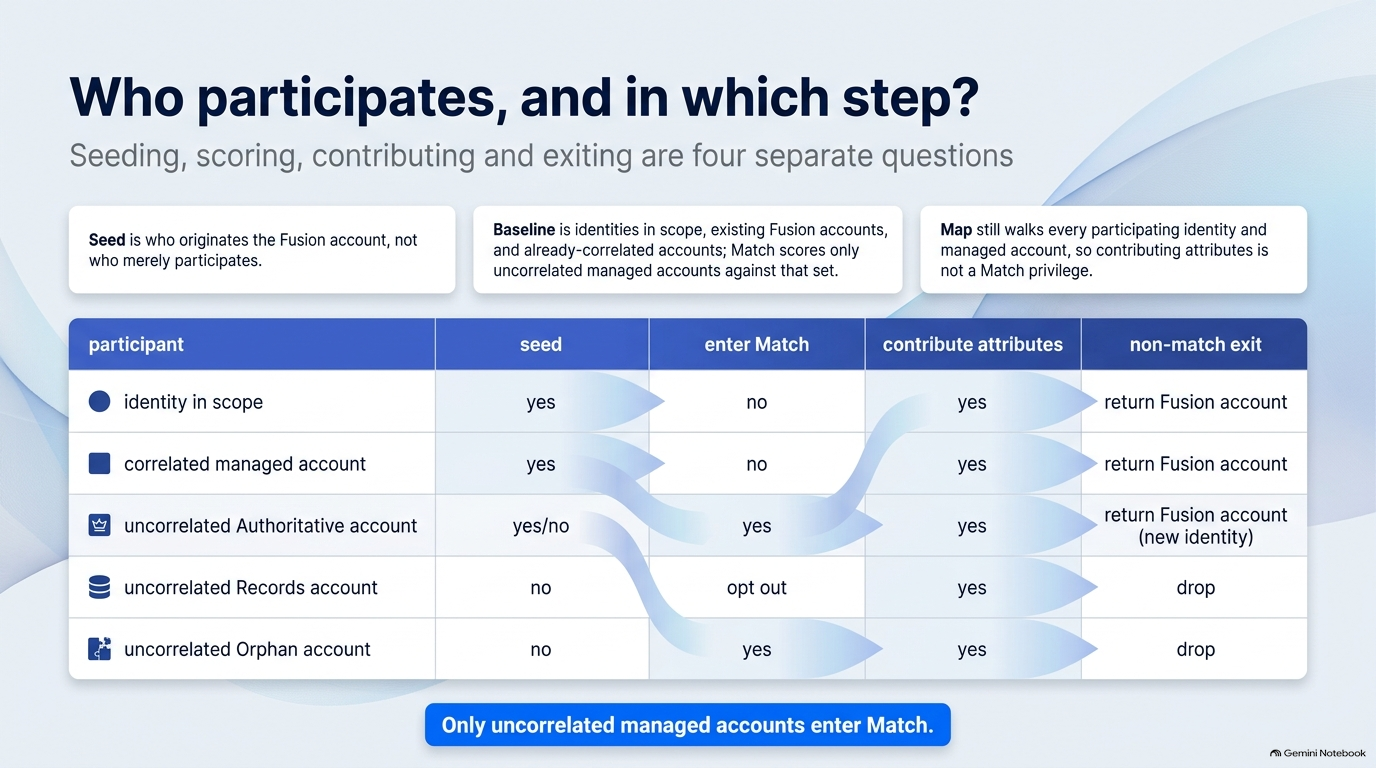 Who participates, and in which step?
Seeding, scoring, contributing and exiting are four separate questions
Seed is who originates the Fusion account, not
who merely participates.
Baseline is identities in scope, existing Fusion accounts,
and already-correlated accounts; Match scores only
uncorrelated managed accounts against that set.
Map still walks every participating identity and
managed account, so contributing attributes is
not a Match privilege.
participant seed enter Match contribute attributes non-match exit
identity in scope yes no yes return Fusion account
correlated managed account yes no yes return Fusion account
uncorrelated Authoritative account yes/no yes yes return Fusion account
(new identity)
uncorrelated Records account no opt out yes drop
uncorrelated Orphan account no yes yes drop
Only uncorrelated managed accounts enter Match.
Gemini Notebook